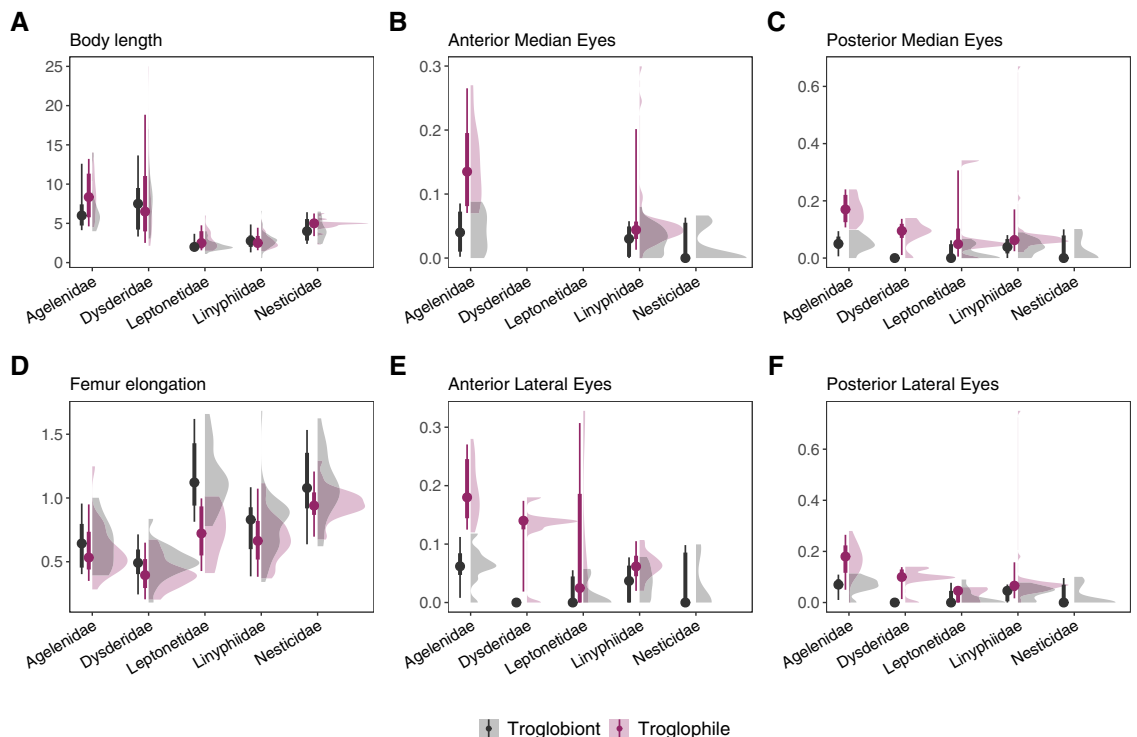 A B C
Body length Anterior Median Eyes Posterior Median Eyes
25
20
15
10
5
0
0.3
0.2
0.1
0.0
0.6
0.4
0.2
0.0
Agelenidae Dysderidae Leptonetidae Linyphiidae Nesticidae
Agelenidae Dysderidae Leptonetidae Linyphiidae Nesticidae
Agelenidae Dysderidae Leptonetidae Linyphiidae Nesticidae
D E F
Femur elongation Anterior Lateral Eyes Posterior Lateral Eyes
1.5
1.0
0.5
0.3
0.2
0.1
0.0
0.6
0.4
0.2
0.0
Agelenidae Dysderidae Leptonetidae Linyphiidae Nesticidae
Agelenidae Dysderidae Leptonetidae Linyphiidae Nesticidae
Agelenidae Dysderidae Leptonetidae Linyphiidae Nesticidae
Troglobiont Troglophile